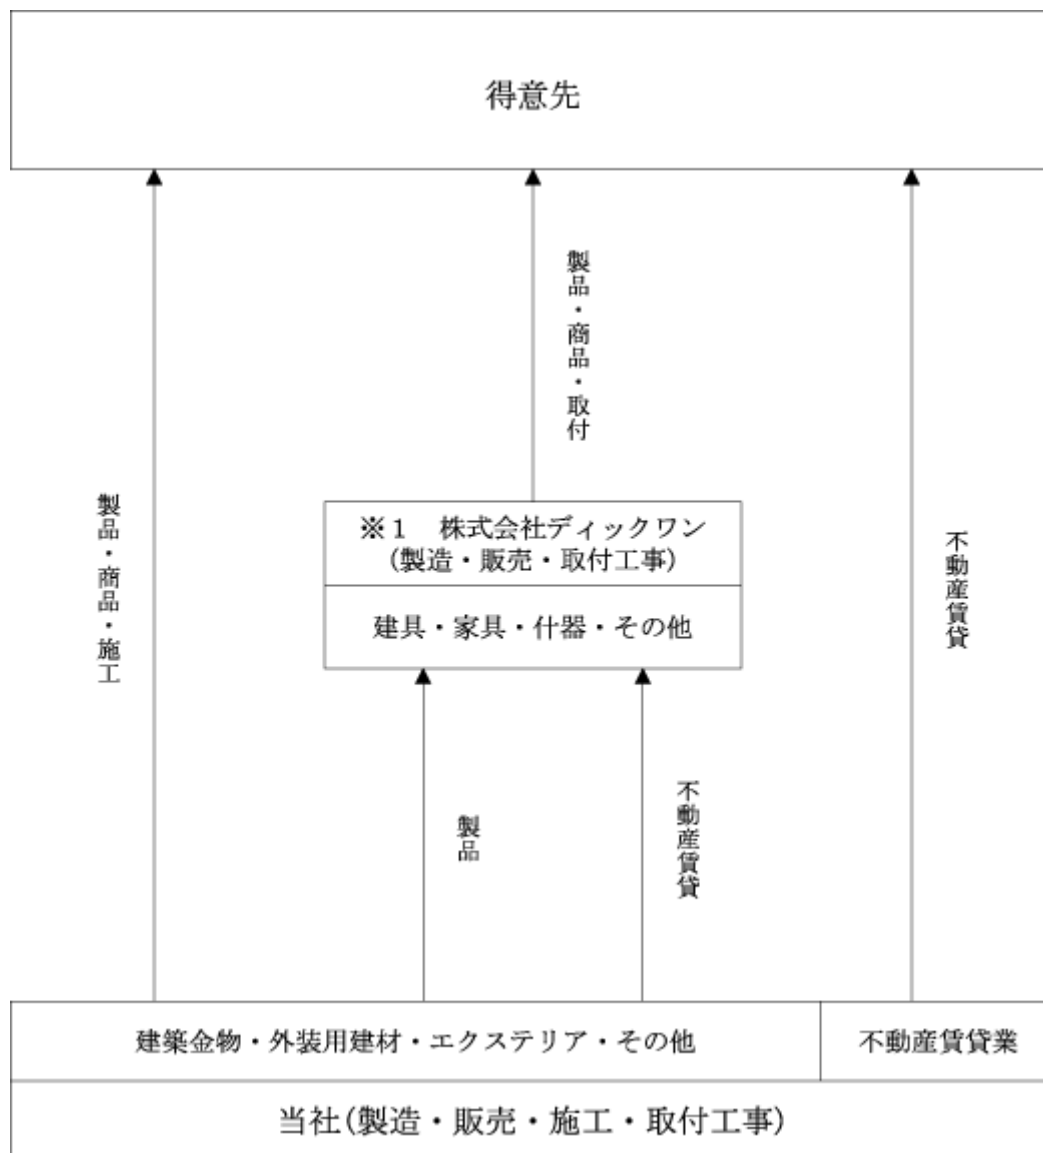 得意先
製品・商品・取付
製品・商品・施工
※1　株式会社ディックワン
(製造・販売・取付工事)
建具・家具・什器・その他
不動産賃貸
製品
不動産賃貸
建築金物・外装用建材・エクステリア・その他
不動産賃貸業
当社(製造・販売・施工・取付工事)